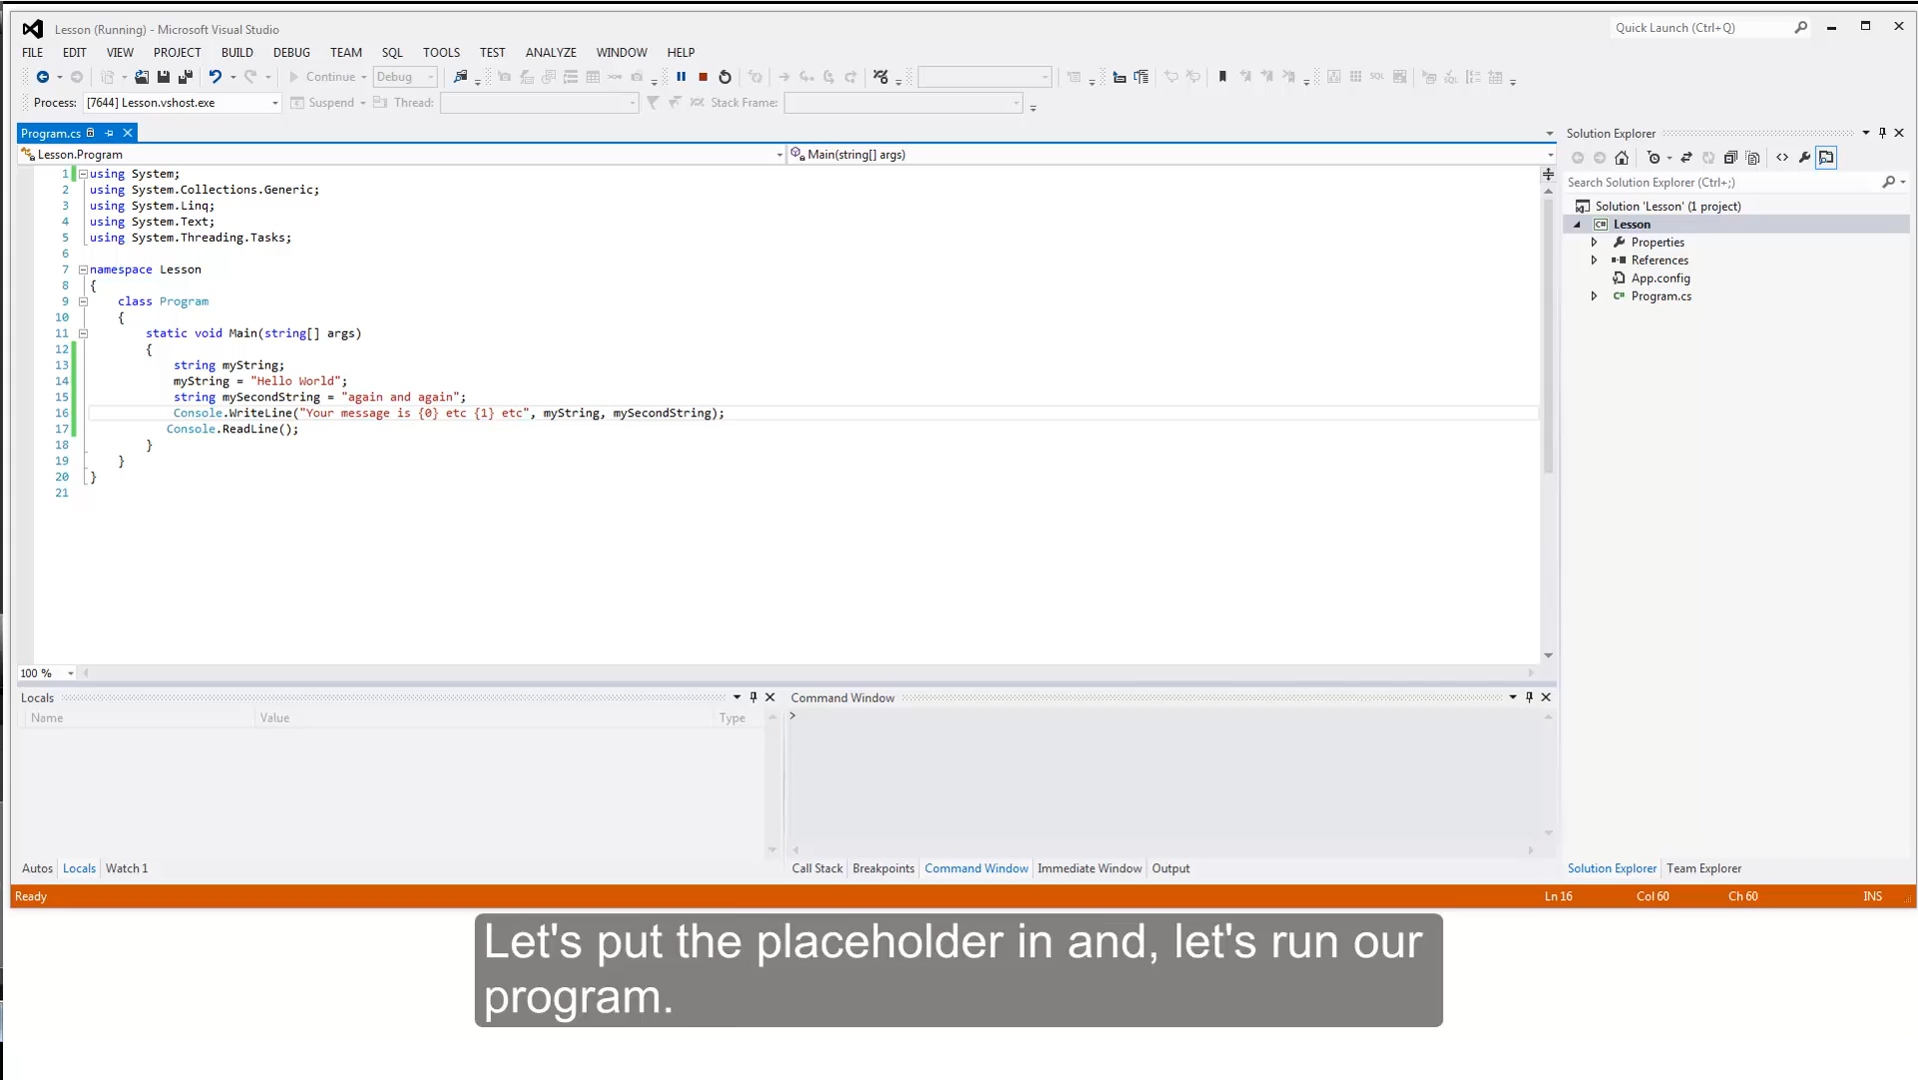 Lesson (Running) - Microsoft Visual Studio
Quick Launch (Ctrl+Q)
FILE EDIT VIEW PROJECT BUILD DEBUG TEAM SQL TOOLS TEST ANALYZE WINDOW HELP
Continue Debug
Process: [7644] Lesson.vshost.exe Suspend Thread: Stack Frame:
Program.cs
Solution Explorer
Lesson.Program Main(string[] args)
Search Solution Explorer (Ctrl+;)
Solution 'Lesson' (1 project)
Lesson
Properties
References
App.config
Program.cs
1 using System;
2 using System.Collections.Generic;
3 using System.Linq;
4 using System.Text;
5 using System.Threading.Tasks;
6
7 namespace Lesson
8 {
9 class Program
10 {
11 static void Main(string[] args)
12 {
13 string myString;
14 myString = "Hello World";
15 string mySecondString = "again and again";
16 Console.WriteLine("Your message is {0} etc {1} etc", myString, mySecondString);
17 Console.ReadLine();
18 }
19 }
20 }
21
100 %
Locals
Name Value Type
Command Window
>
Autos Locals Watch 1
Call Stack Breakpoints Command Window Immediate Window Output
Solution Explorer Team Explorer
Ready Ln 16 Col 60 Ch 60 INS
Let's put the placeholder in and, let's run our
program.